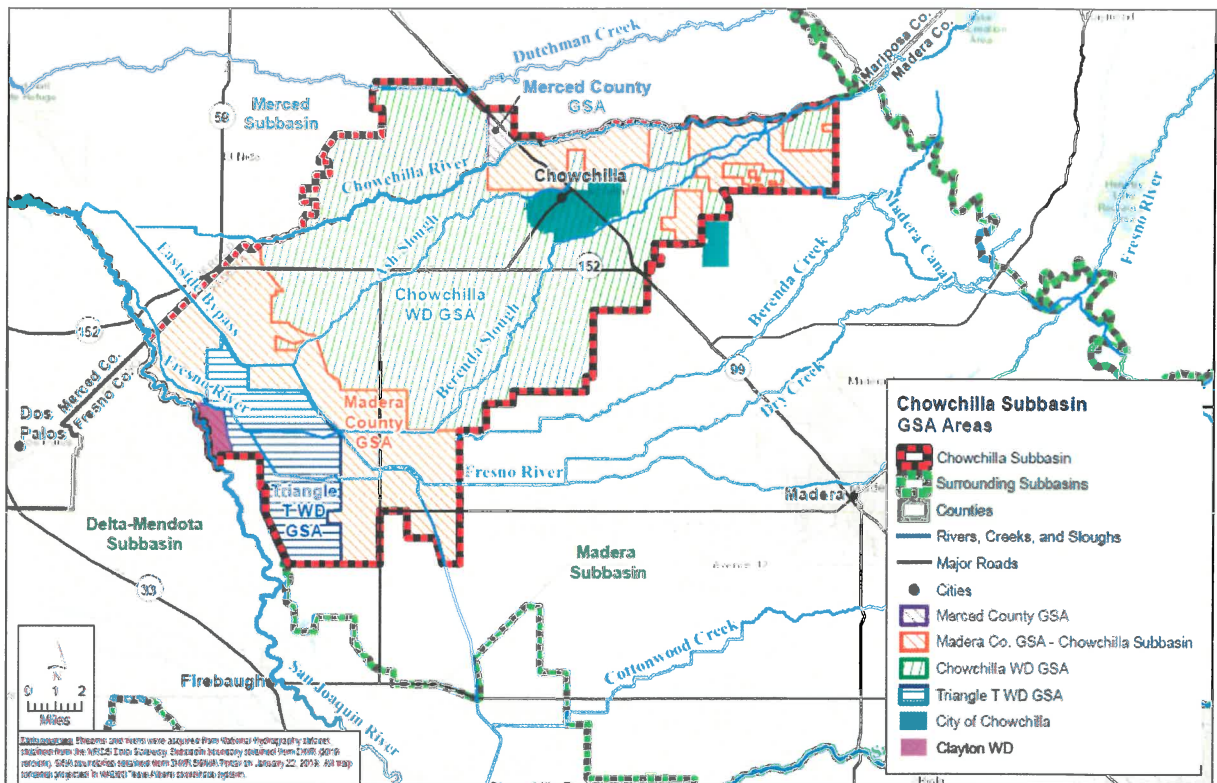 Dutchman Creek
Mariposa Co.
Madera Co.
Merced County
GSA
Merced
Subbasin
59
Chowchilla River
Chowchilla
Ash Slough
Eastside Bypass
152
Chowchilla
WD GSA
Berenda Slough
Berenda Creek
Madera Canal
Fresno River
152
Merced Co.
Fresno Co.
Fresno River
Dos
Palos
Madera
County
GSA
99
Dry Creek
Fresno River
Madera
Triangle
T WD
GSA
Delta-Mendota
Subbasin
Madera
Subbasin
Avenue 12
33
Cottonwood Creek
San Joaquin River
Firebaugh
N
0 1 2
Miles
Chowchilla Subbasin
GSA Areas
Chowchilla Subbasin
Surrounding Subbasins
Counties
Rivers, Creeks, and Sloughs
Major Roads
Cities
Merced County GSA
Madera Co. GSA - Chowchilla Subbasin
Chowchilla WD GSA
Triangle T WD GSA
City of Chowchilla
Clayton WD